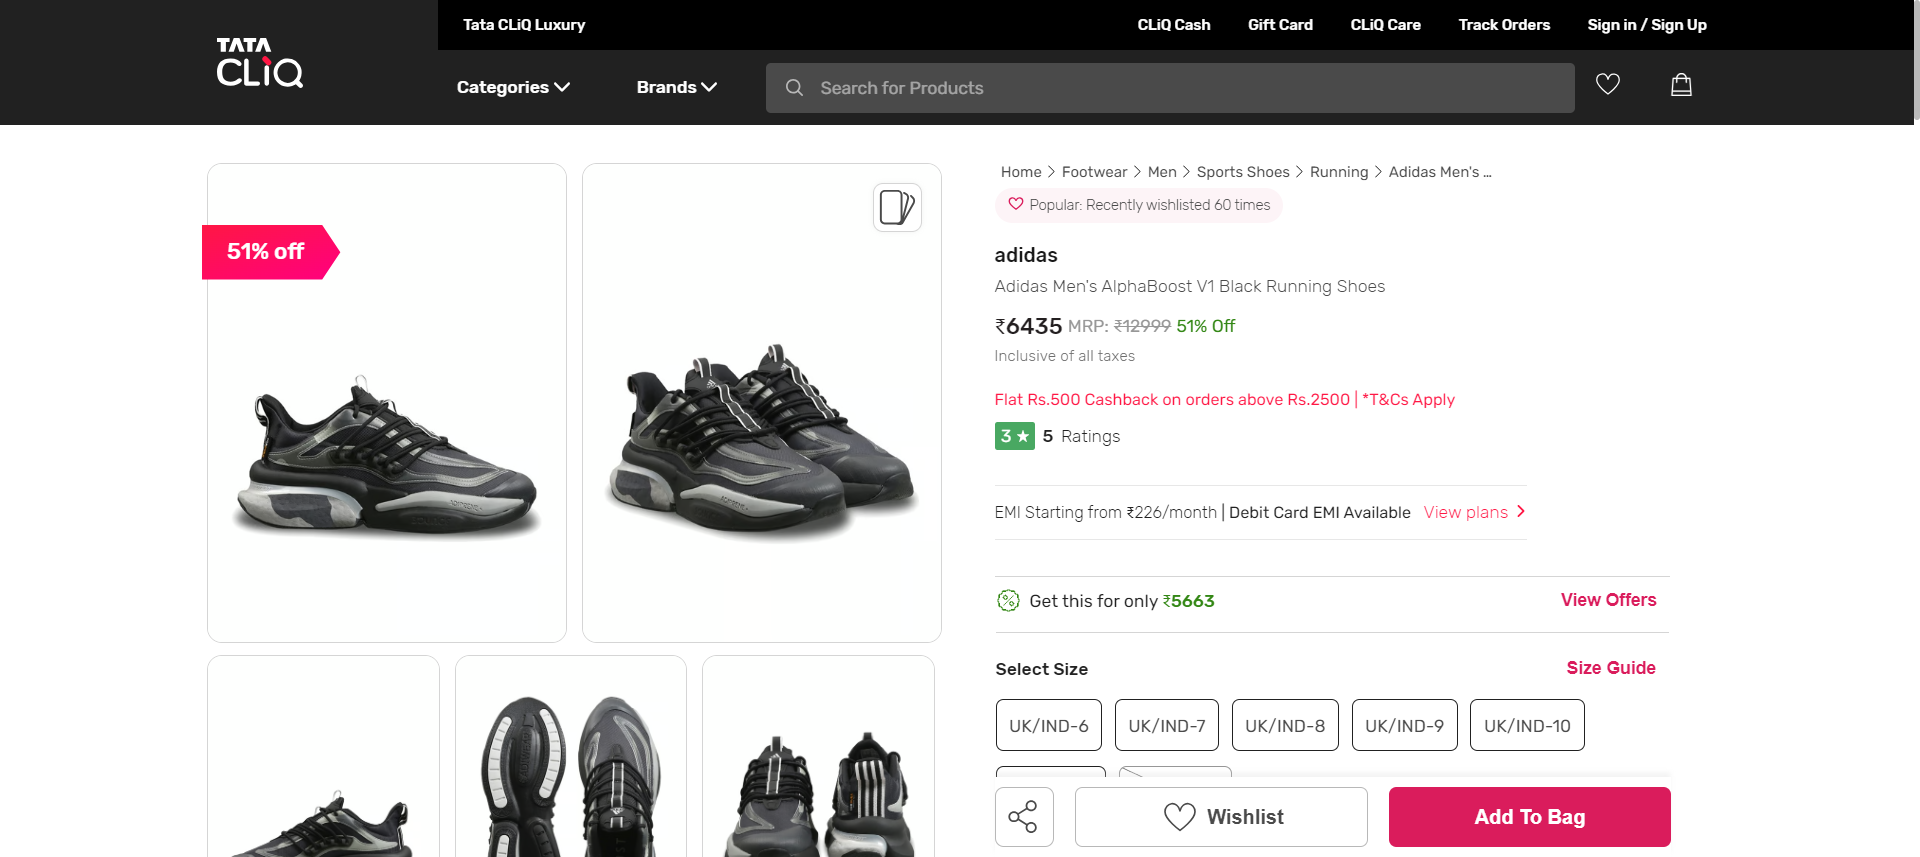 Tata CLiQ Luxury
CLiQ Cash
Gift Card
CLiQ Care
Track Orders
Sign in / Sign Up
TATA
CLiQ
Categories
Brands
Search for Products
Home > Footwear > Men > Sports Shoes > Running > Adidas Men's ...
Popular: Recently wishlisted 60 times
51% off
adidas
Adidas Men's AlphaBoost V1 Black Running Shoes
₹6435 MRP: ₹12999 51% Off
Inclusive of all taxes
Flat Rs.500 Cashback on orders above Rs.2500 | *T&Cs Apply
3 ★ 5 Ratings
EMI Starting from ₹226/month | Debit Card EMI Available View plans >
Get this for only ₹5663
View Offers
Select Size
Size Guide
UK/IND-6
UK/IND-7
UK/IND-8
UK/IND-9
UK/IND-10
Wishlist
Add To Bag